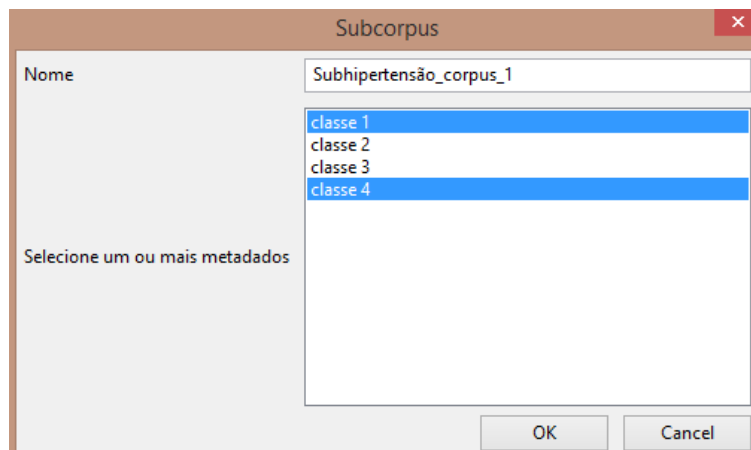 Subcorpus
Nome
Subhipertensão_corpus_1
classe 1
classe 2
classe 3
classe 4
Selecione um ou mais metadados
OK
Cancel